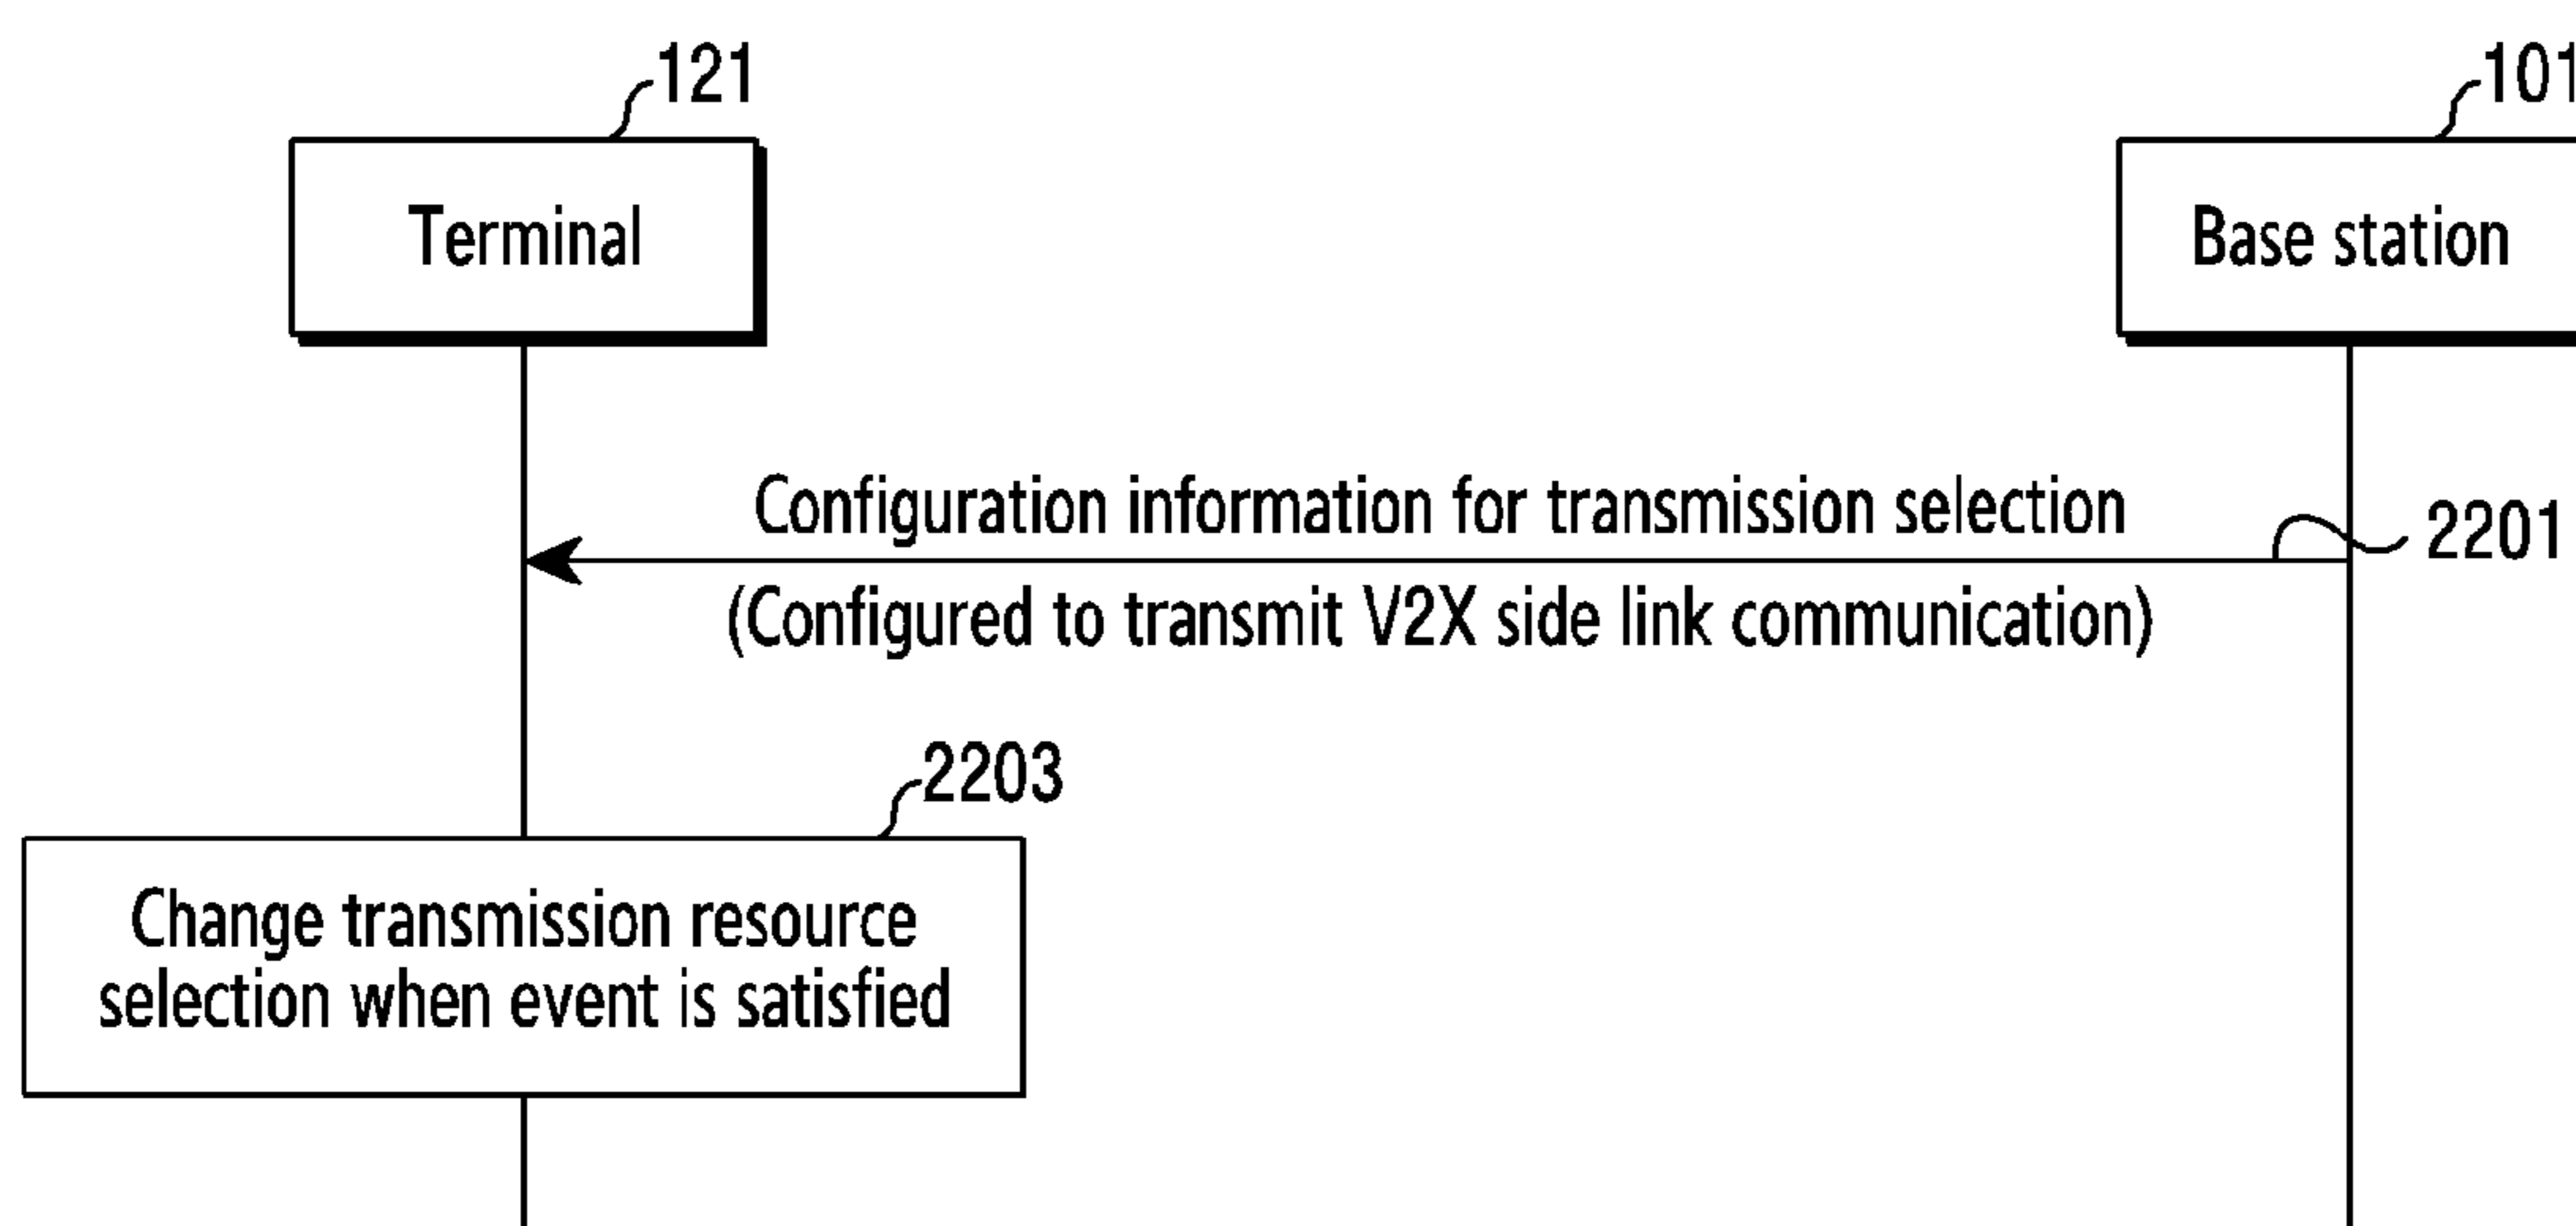 121
101
Terminal
Base station
Configuration information for transmission selection
2201
(Configured to transmit V2X side link communication)
2203
Change transmission resource
selection when event is satisfied